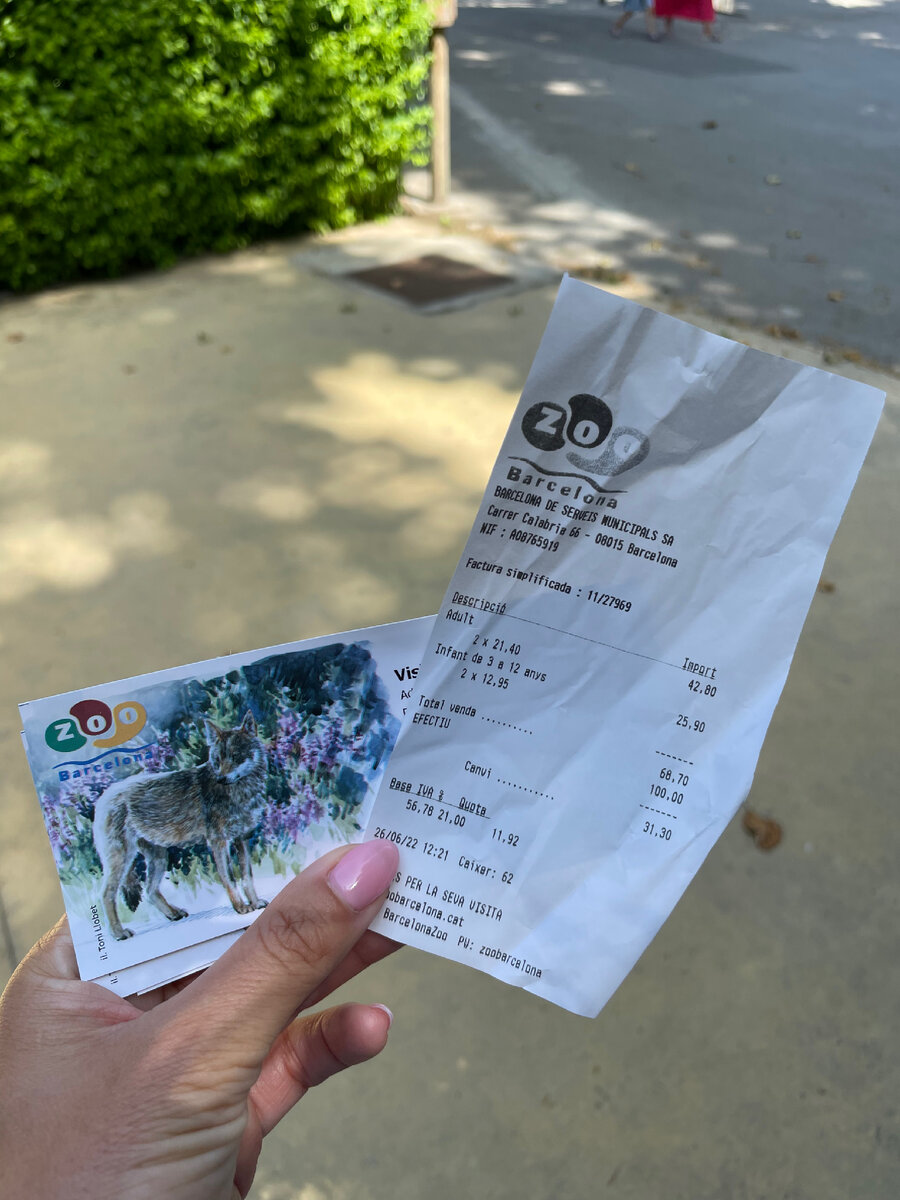 zoo
Barcelona
BARCELONA DE SERVEIS MUNICIPALS SA
Carrer Calabria 66 - 08015 Barcelona
NIF : A08765919
Factura simplificada : 11/27969
Descripció Import
Adult
2 x 21,40 42,80
Infant de 3 a 12 anys
2 x 12,95 25,90
Total venda ......... 68,70
EFECTIU 100,00
Canvi ........... 31,30
Base IVA % Quota
56,78 21,00 11,92
26/06/22 12:21 Caixer: 62
PER LA SEVA VISITA
oobarcelona.cat
BarcelonaZoo PV: zoobarcelona
zoo
Barcelona
Vis
il. Toni Llobet